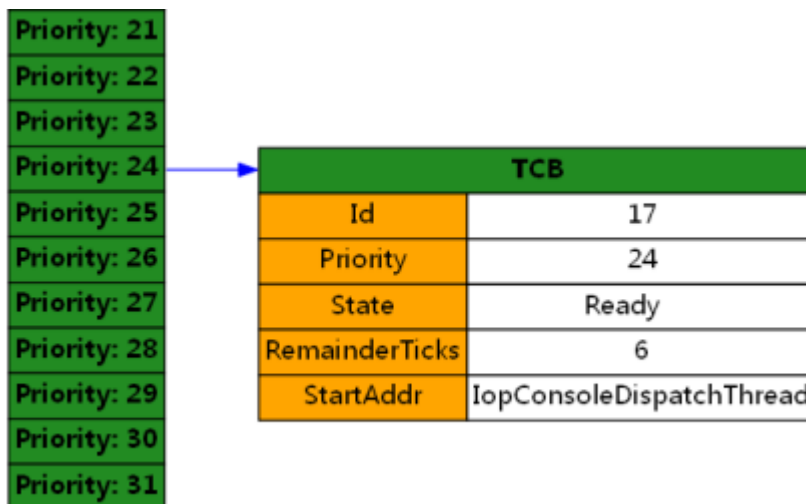 Priority: 21
Priority: 22
Priority: 23
Priority: 24
Priority: 25
Priority: 26
Priority: 27
Priority: 28
Priority: 29
Priority: 30
Priority: 31
TCB
Id 17
Priority 24
State Ready
RemainderTicks 6
StartAddr IopConsoleDispatchThread